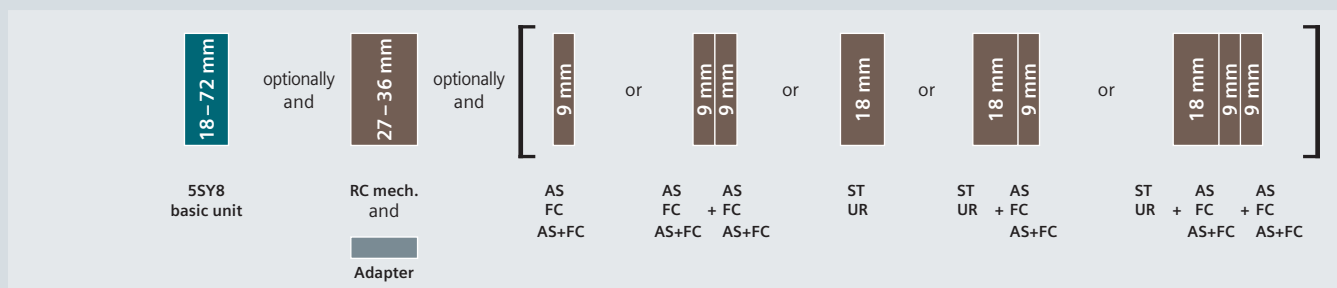 18–72 mm
optionally
and
27–36 mm
optionally
and
9 mm
or
9 mm
9 mm
or
18 mm
or
18 mm
9 mm
or
18 mm
9 mm
9 mm
5SY8
basic unit
RC mech.
and
Adapter
AS
FC
AS+FC
AS AS
FC + FC
AS+FC AS+FC
ST
UR
ST AS
UR + FC
AS+FC
ST AS AS
UR + FC + FC
AS+FC AS+FC